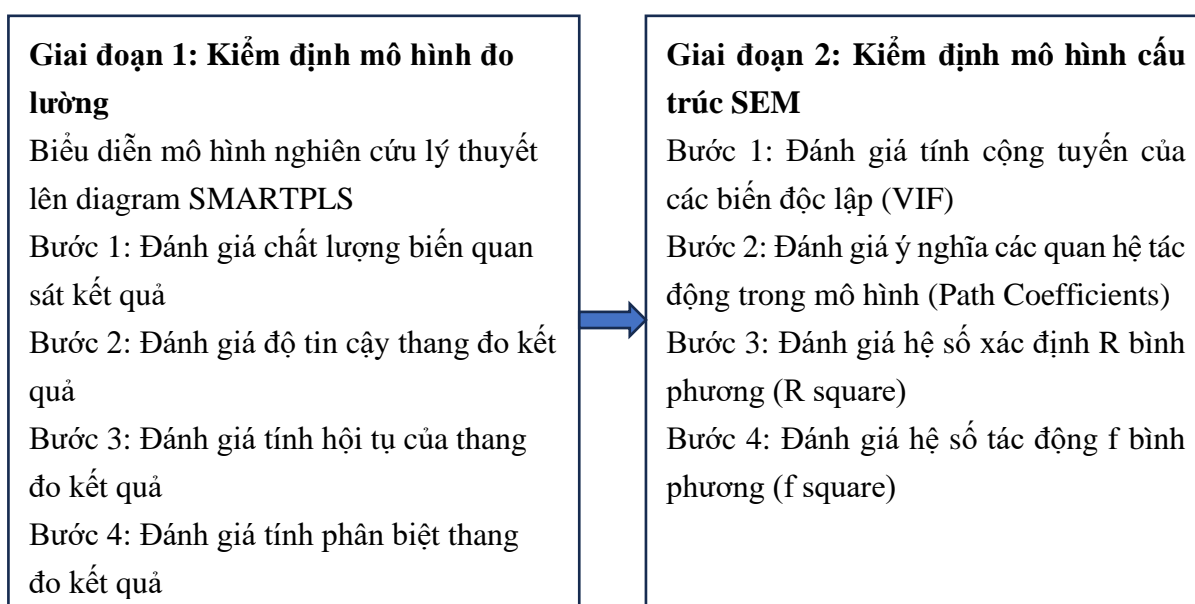 Giai đoạn 1: Kiểm định mô hình đo
lường
Biểu diễn mô hình nghiên cứu lý thuyết
lên diagram SMARTPLS
Bước 1: Đánh giá chất lượng biến quan
sát kết quả
Bước 2: Đánh giá độ tin cậy thang đo kết
quả
Bước 3: Đánh giá tính hội tụ của thang
đo kết quả
Bước 4: Đánh giá tính phân biệt thang
đo kết quả
Giai đoạn 2: Kiểm định mô hình cấu
trúc SEM
Bước 1: Đánh giá tính cộng tuyến của
các biến độc lập (VIF)
Bước 2: Đánh giá ý nghĩa các quan hệ tác
động trong mô hình (Path Coefficients)
Bước 3: Đánh giá hệ số xác định R bình
phương (R square)
Bước 4: Đánh giá hệ số tác động f bình
phương (f square)